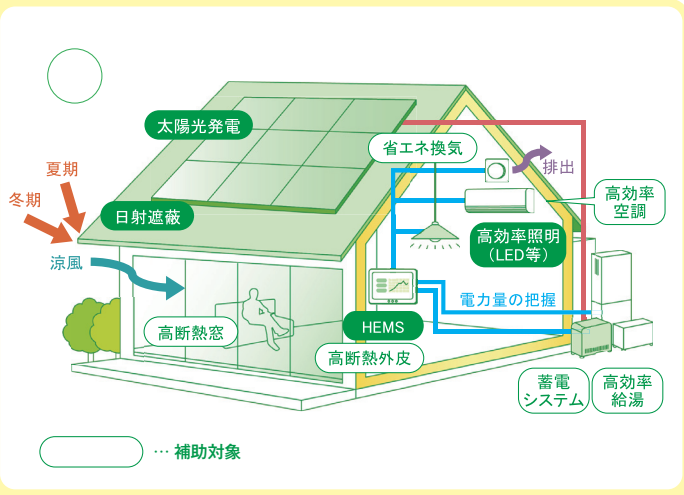 太陽光発電
省エネ換気
排出
夏期
冬期
高効率
空調
日射遮蔽
高効率照明
（LED等）
涼風
電力量の把握
HEMS
高断熱窓
高断熱外皮
蓄電
システム
高効率
給湯
… 補助対象